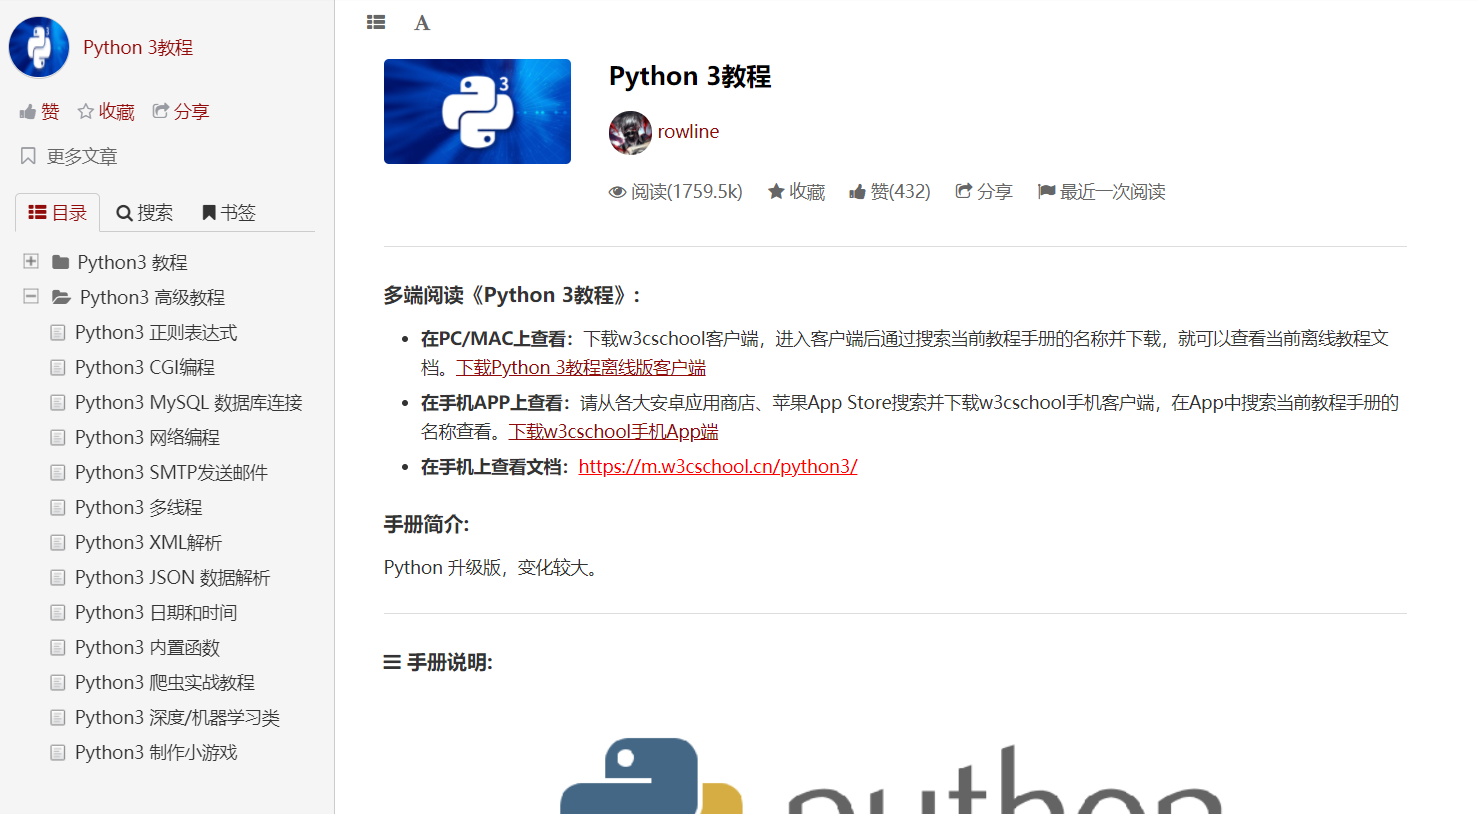 Python 3教程
赞 收藏 分享
更多文章
目录 搜索 书签
Python3 教程
Python3 高级教程
Python3 正则表达式
Python3 CGI编程
Python3 MySQL 数据库连接
Python3 网络编程
Python3 SMTP发送邮件
Python3 多线程
Python3 XML解析
Python3 JSON 数据解析
Python3 日期和时间
Python3 内置函数
Python3 爬虫实战教程
Python3 深度/机器学习类
Python3 制作小游戏
A
3
Python 3教程
rowline
阅读(1759.5k) 收藏 赞(432) 分享 最近一次阅读
多端阅读《Python 3教程》:
在PC/MAC上查看：下载w3cschool客户端，进入客户端后通过搜索当前教程手册的名称并下载，就可以查看当前离线教程文
档。下载Python 3教程离线版客户端
在手机APP上查看：请从各大安卓应用商店、苹果App Store搜索并下载w3cschool手机客户端，在App中搜索当前教程手册的
名称查看。下载w3cschool手机App端
在手机上查看文档：https://m.w3cschool.cn/python3/
手册简介:
Python 升级版，变化较大。
手册说明:
python